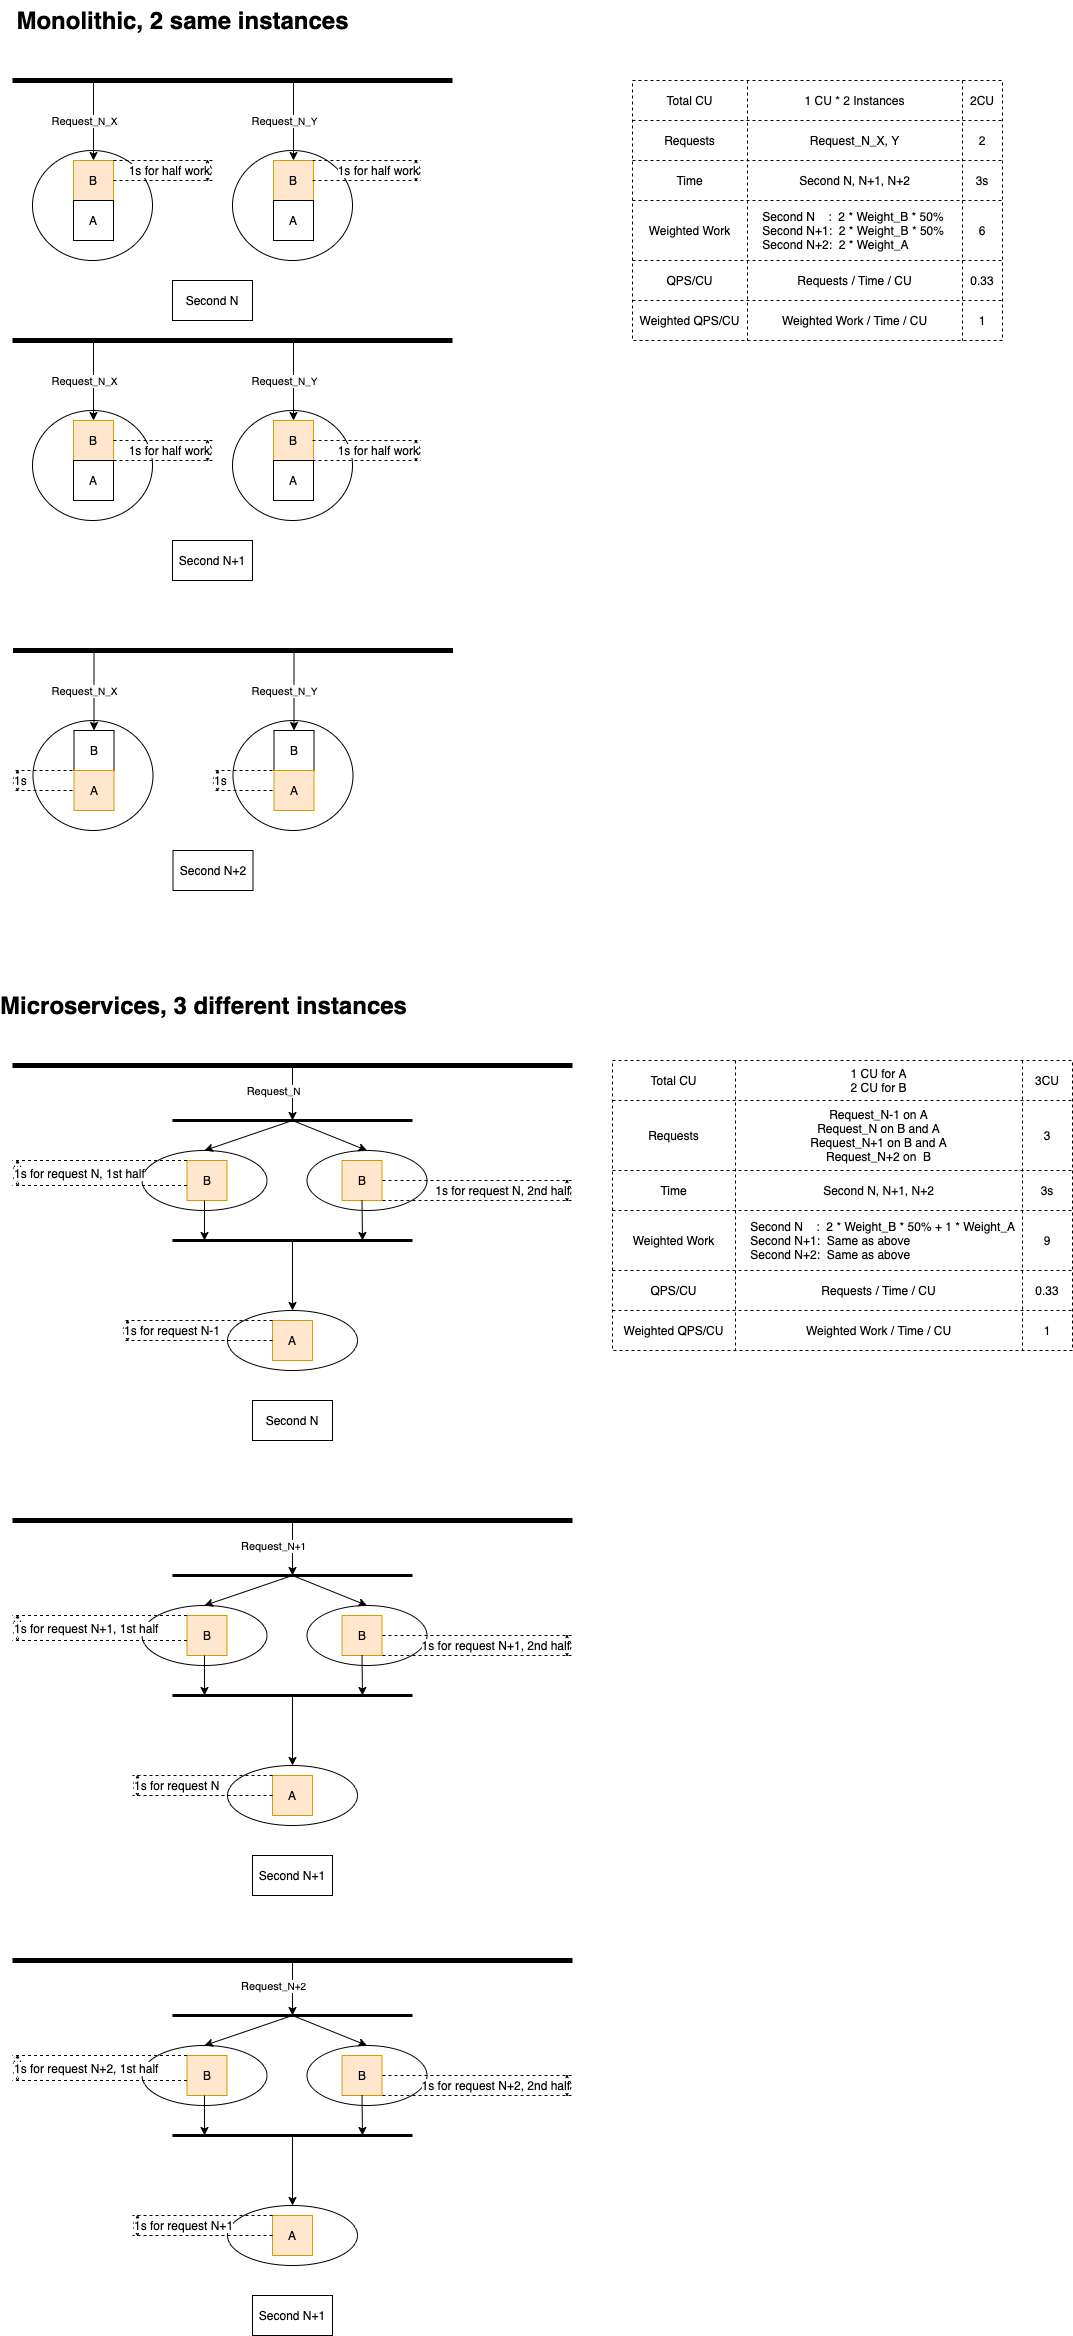 Monolithic, 2 same instances
Request_N_X
Request_N_Y
B
1s for half work
B
1s for half work
A
A
Second N
Total CU
1 CU * 2 Instances
2CU
Requests
Request_N_X, Y
2
Time
Second N, N+1, N+2
3s
Weighted Work
Second N    :  2 * Weight_B * 50%
Second N+1:  2 * Weight_B * 50%
Second N+2:  2 * Weight_A
6
QPS/CU
Requests / Time / CU
0.33
Weighted QPS/CU
Weighted Work / Time / CU
1
Request_N_X
Request_N_Y
B
1s for half work
B
1s for half work
A
A
Second N+1
Request_N_X
Request_N_Y
B
B
1s
A
1s
A
Second N+2
Microservices, 3 different instances
Request_N
1s for request N, 1st half
B
B
1s for request N, 2nd half
1s for request N-1
A
Second N
Total CU
1 CU for A
2 CU for B
3CU
Requests
Request_N-1 on A
Request_N on B and A
Request_N+1 on B and A
Request_N+2 on  B
3
Time
Second N, N+1, N+2
3s
Weighted Work
Second N    :  2 * Weight_B * 50% + 1 * Weight_A
Second N+1:  Same as above
Second N+2:  Same as above
9
QPS/CU
Requests / Time / CU
0.33
Weighted QPS/CU
Weighted Work / Time / CU
1
Request_N+1
1s for request N+1, 1st half
B
B
1s for request N+1, 2nd half
1s for request N
A
Second N+1
Request_N+2
1s for request N+2, 1st half
B
B
1s for request N+2, 2nd half
1s for request N+1
A
Second N+1